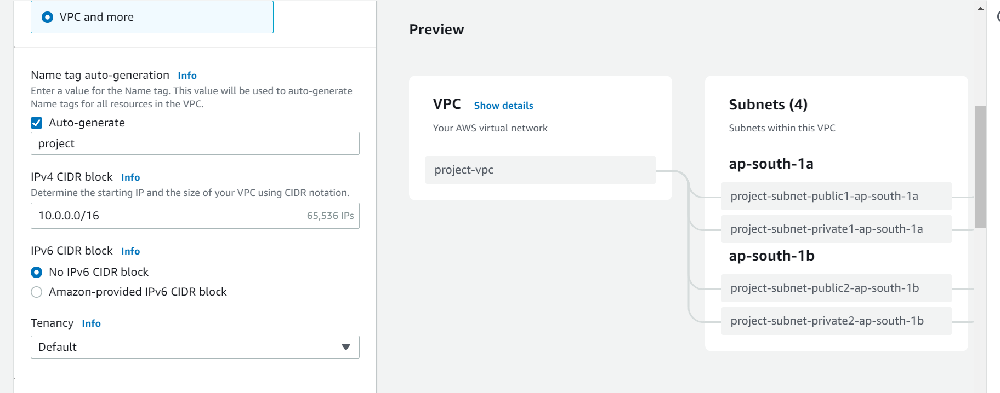 VPC and more
Name tag auto-generation Info
Enter a value for the Name tag. This value will be used to auto-generate
Name tags for all resources in the VPC.
Auto-generate
project
IPv4 CIDR block Info
Determine the starting IP and the size of your VPC using CIDR notation.
10.0.0.0/16 65,536 IPs
IPv6 CIDR block Info
No IPv6 CIDR block
Amazon-provided IPv6 CIDR block
Tenancy Info
Default
Preview
VPC Show details
Your AWS virtual network
project-vpc
Subnets (4)
Subnets within this VPC
ap-south-1a
project-subnet-public1-ap-south-1a
project-subnet-private1-ap-south-1a
ap-south-1b
project-subnet-public2-ap-south-1b
project-subnet-private2-ap-south-1b